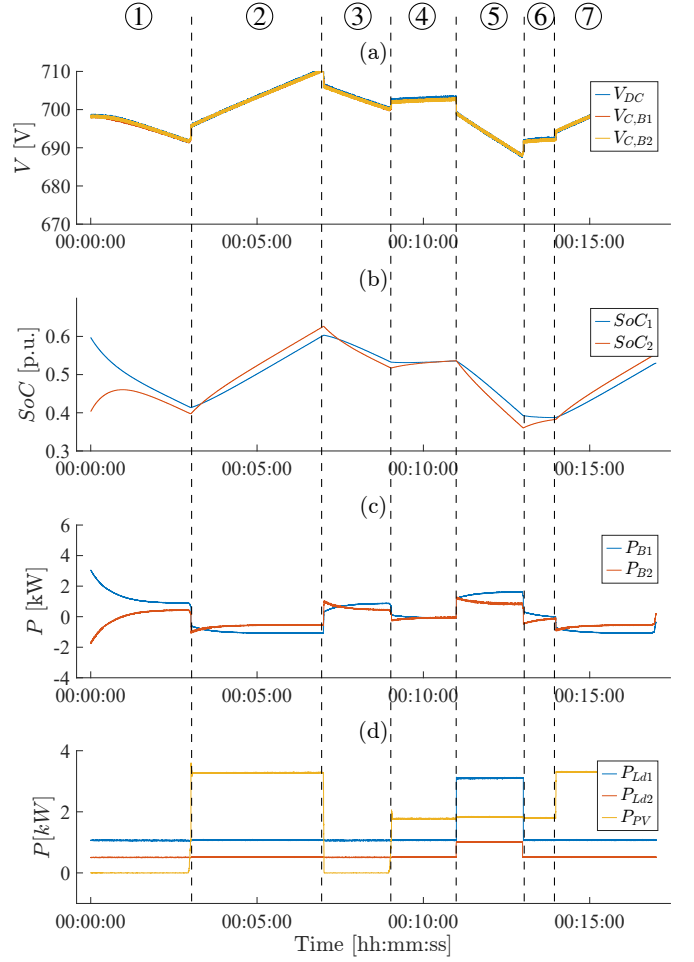 ① ② ③ ④ ⑤ ⑥ ⑦
(a)
710
700
690
680
670
V [V]
V_DC
V_C,B1
V_C,B2
00:00:00 00:05:00 00:10:00 00:15:00
(b)
0.6
0.5
0.4
0.3
SoC [p.u.]
SoC_1
SoC_2
00:00:00 00:05:00 00:10:00 00:15:00
(c)
6
4
2
0
-2
-4
P [kW]
P_B1
P_B2
00:00:00 00:05:00 00:10:00 00:15:00
(d)
4
2
0
P[kW]
P_Ld1
P_Ld2
P_PV
00:00:00 00:05:00 00:10:00 00:15:00
Time [hh:mm:ss]